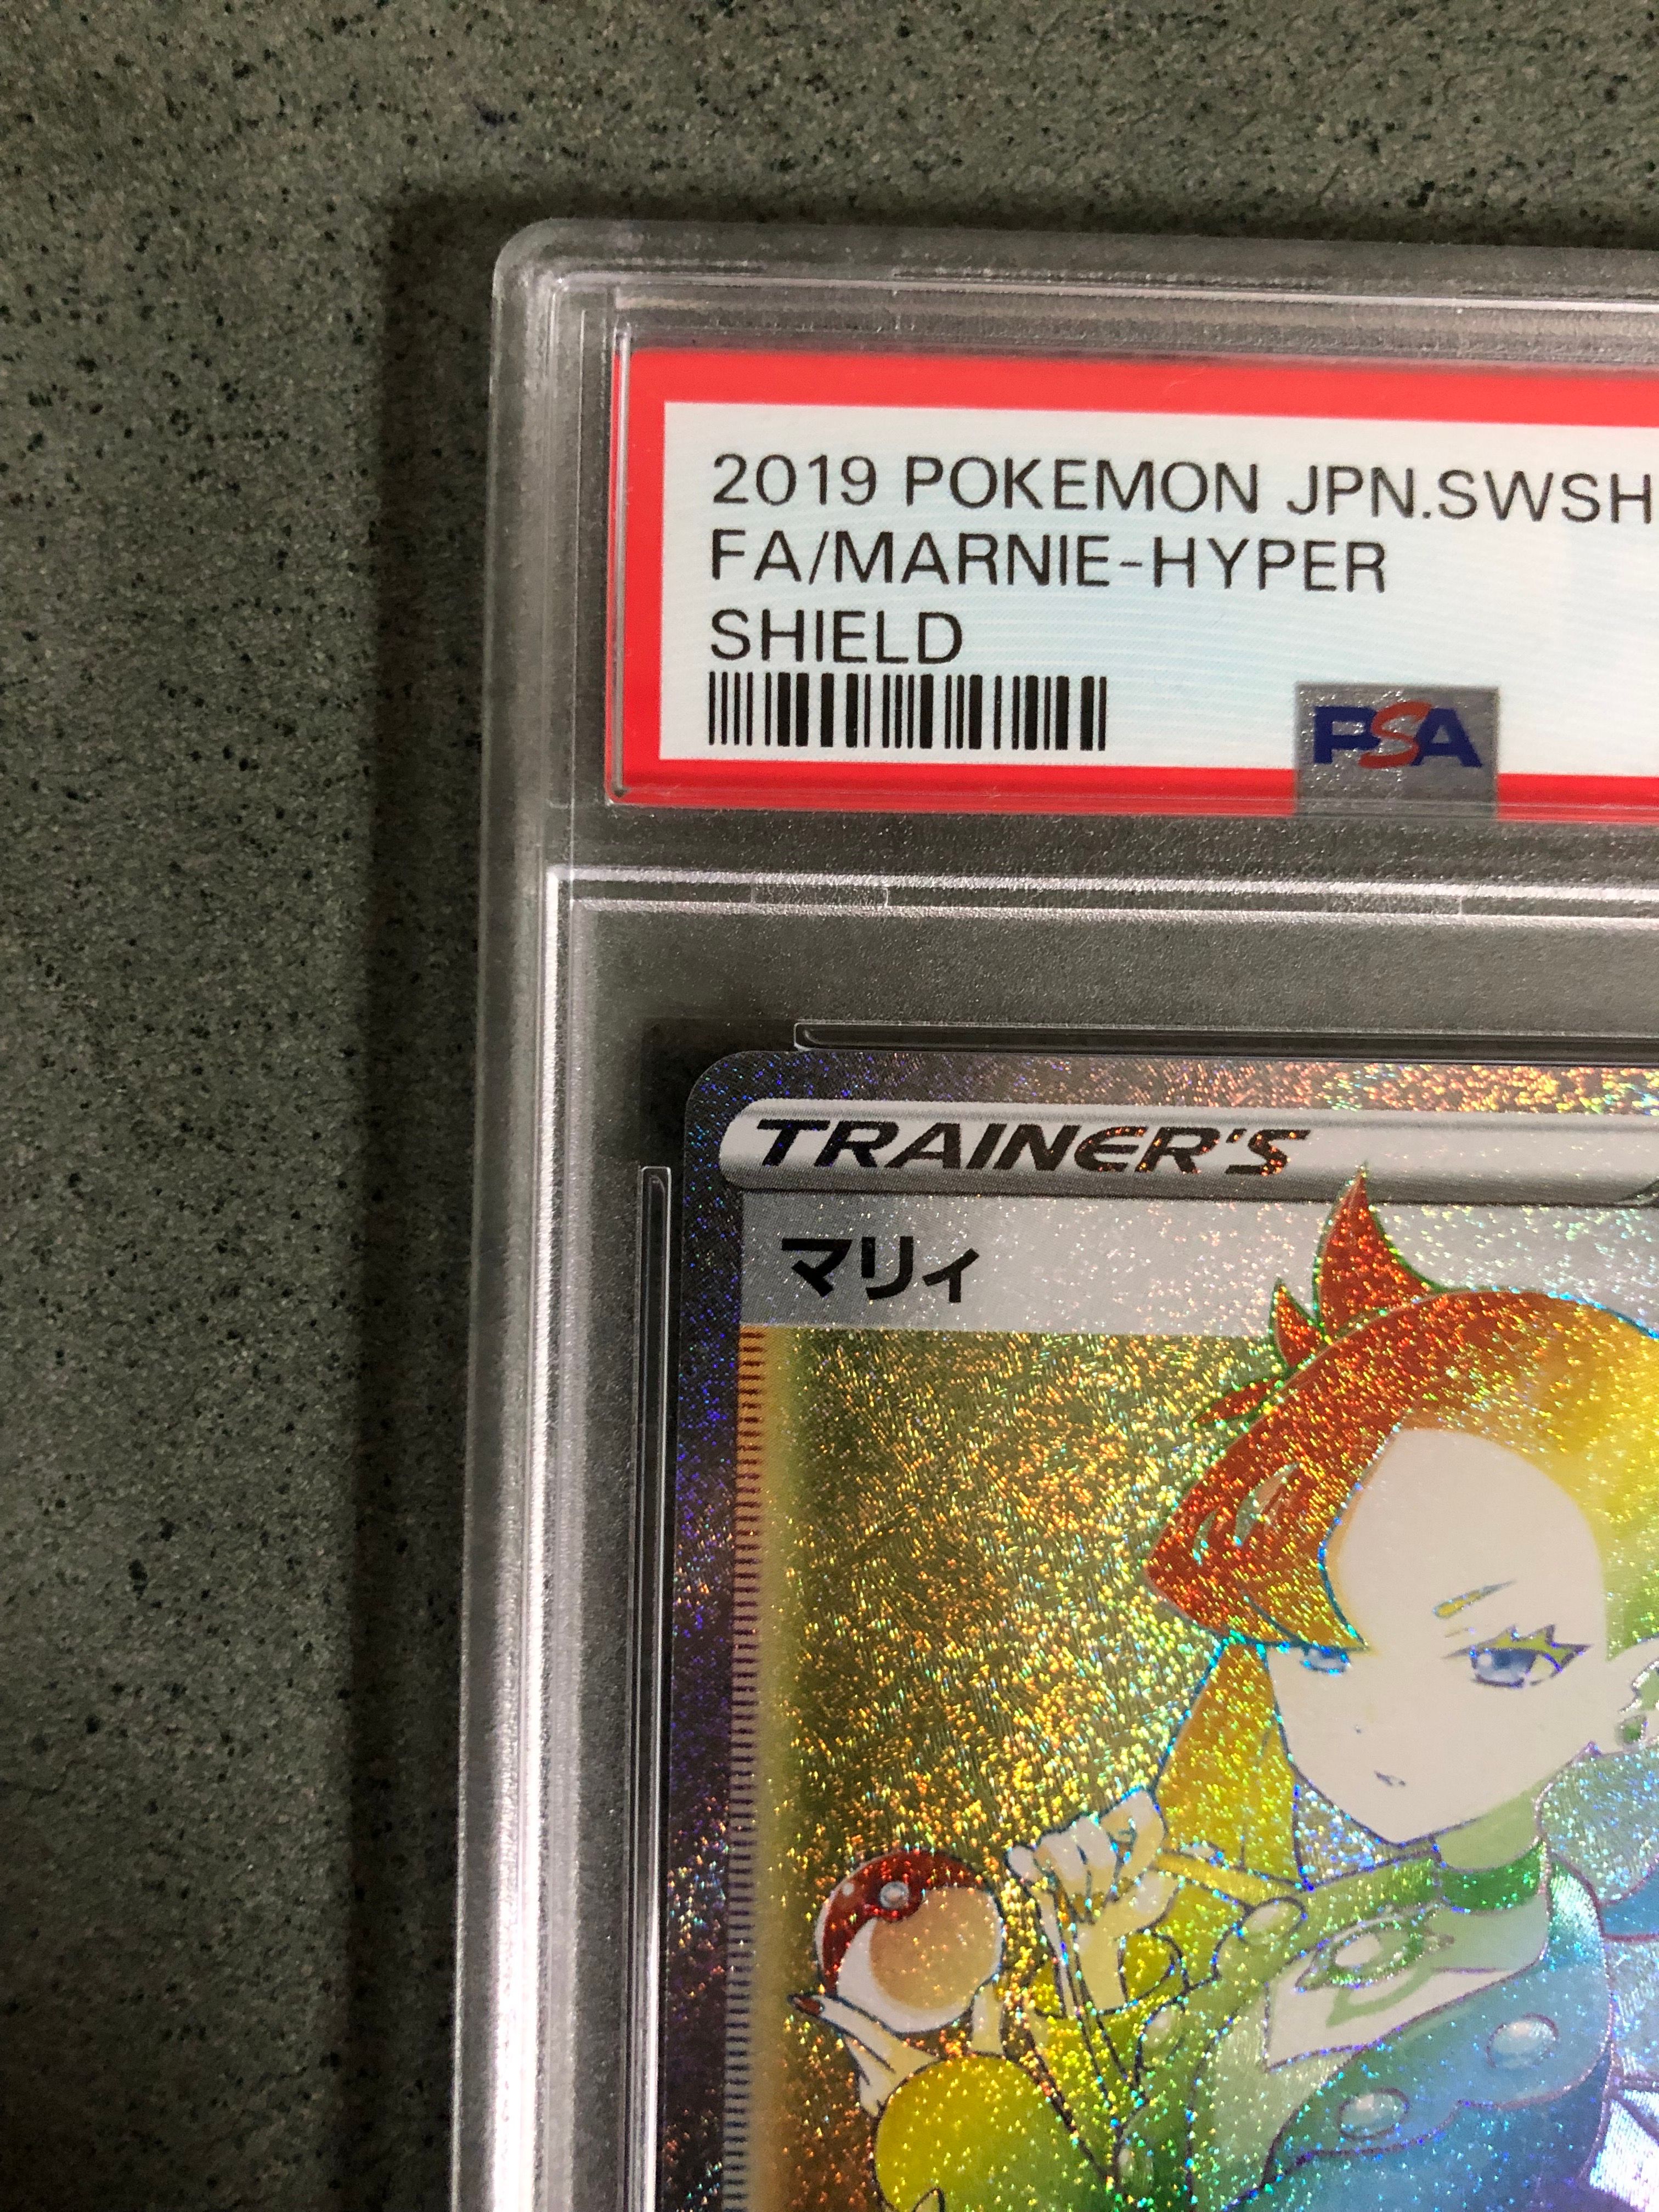 2019 POKEMON JPN.SWSH
FA/MARNIE-HYPER
SHIELD
PSA
TRAINER'S
マリィ